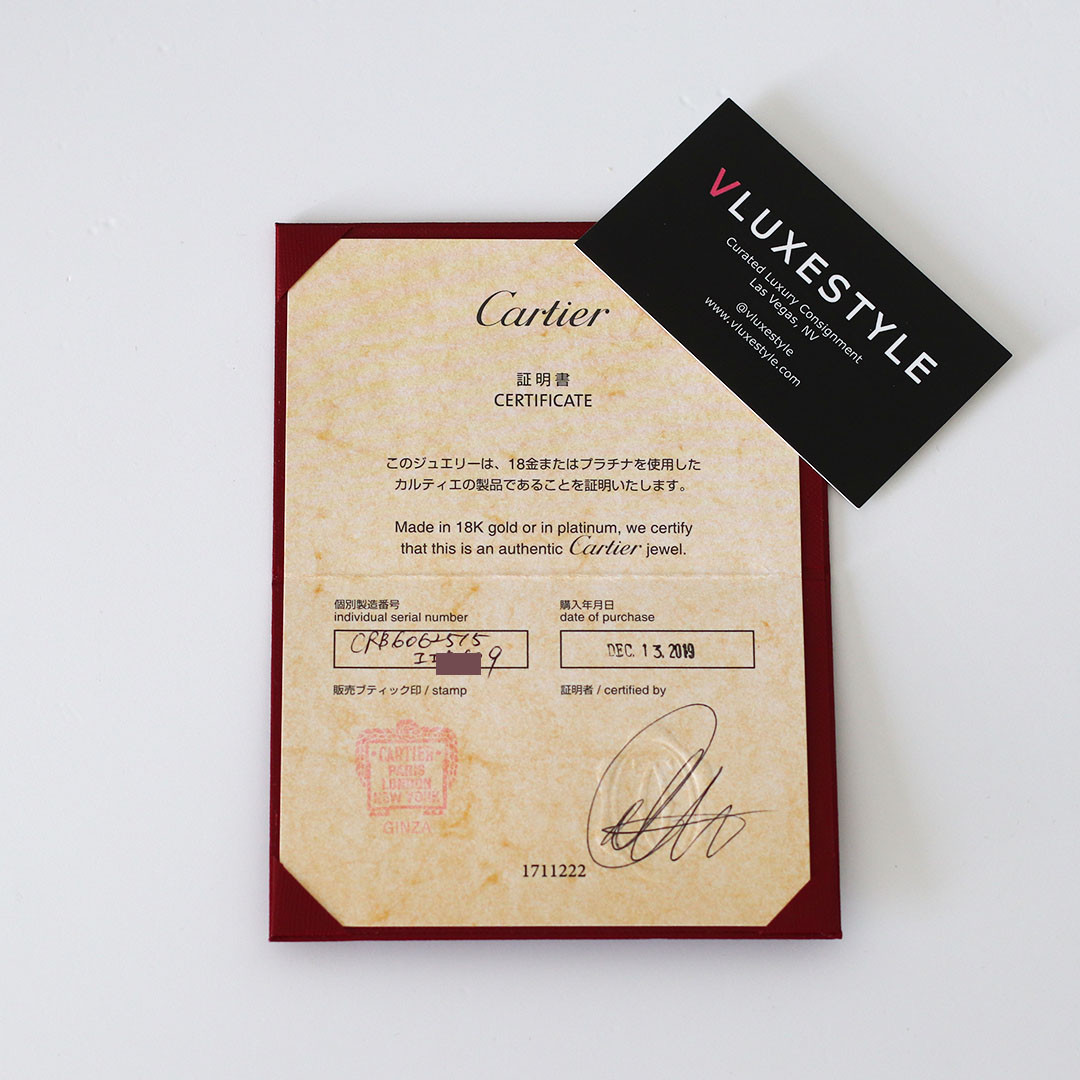 Cartier
証明書
CERTIFICATE
このジュエリーは、18金またはプラチナを使用した
カルティエの製品であることを証明いたします。
Made in 18K gold or in platinum, we certify
that this is an authentic Cartier jewel.
個別製造番号
individual serial number
CRB6062515
9
購入年月日
date of purchase
DEC. 13. 2019
販売ブティック印 / stamp
証明者 / certified by
CARTIER
PARIS
LONDON
NEW YORK
GINZA
1711222
VLUXESTYLE
Curated Luxury Consignment
Las Vegas, NV
@vluxestyle
www.vluxestyle.com